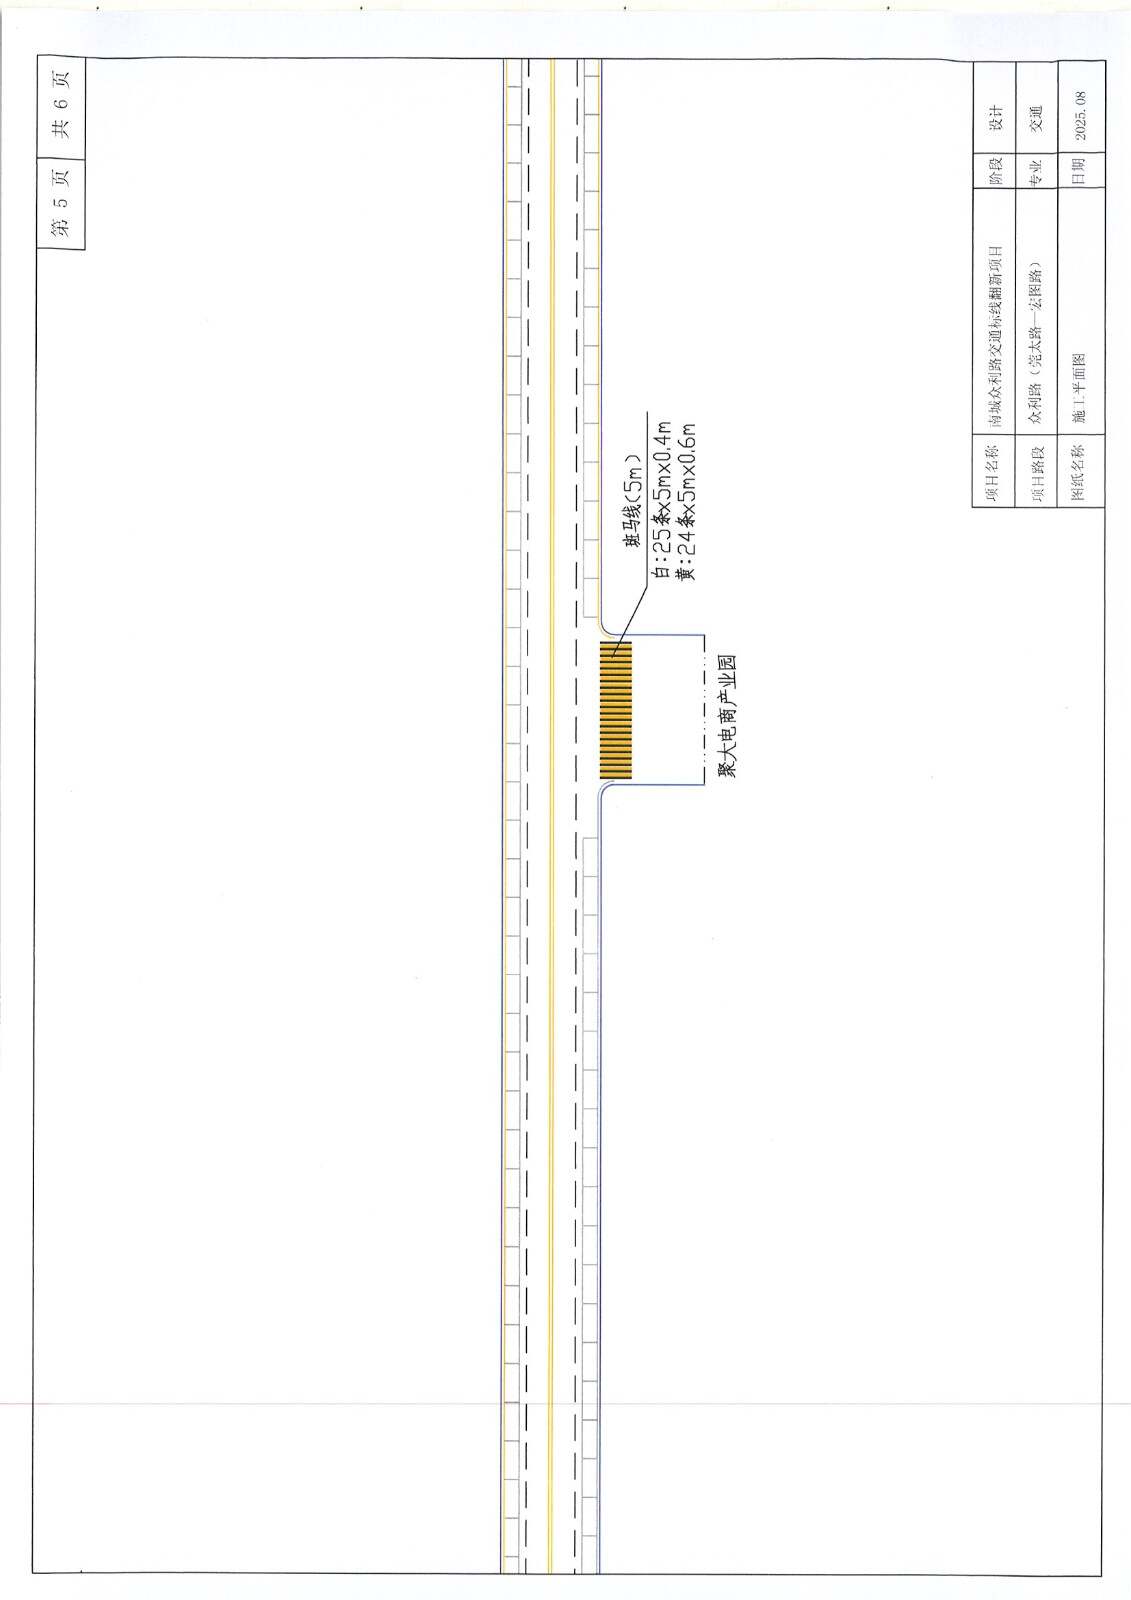 第 5 页 共 6 页
班马线(5m)
白:25条x5mx0.4m
黄:24条x5mx0.6m
聚大电商产业园
项目名称 南城众利路交通标线翻新项目 阶段 设计
项目路段 众利路（莞太路—宏图路） 专业 交通
图纸名称 施工平面图 日期 2025.08